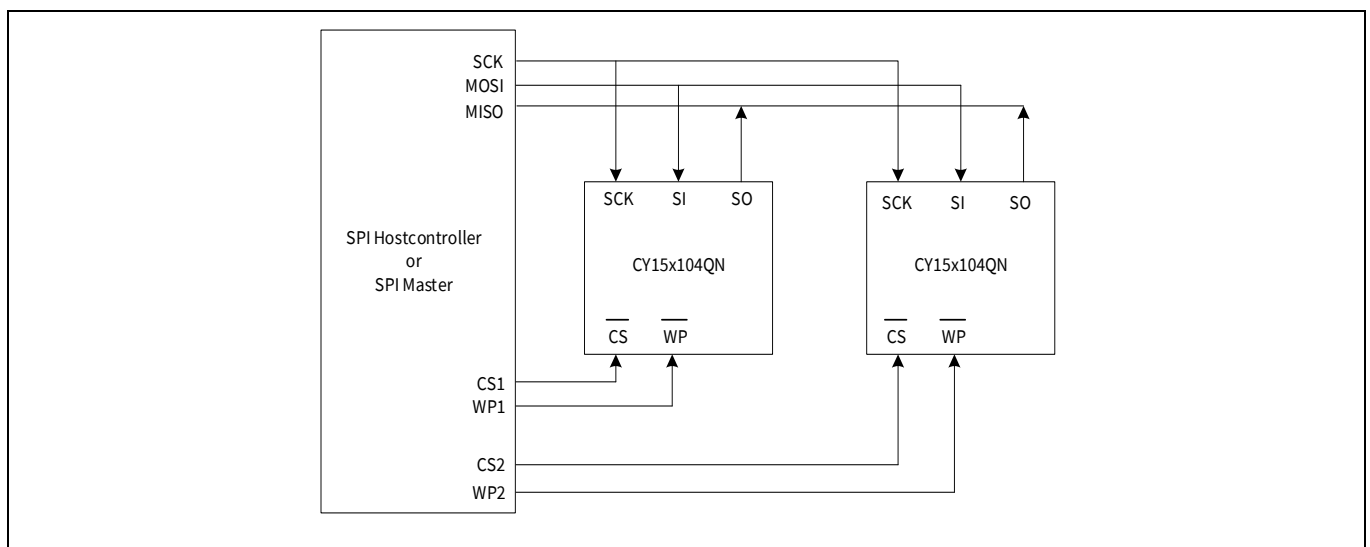 SCK
MOSI
MISO
SPI Hostcontroller
or
SPI Master
CS1
WP1
CS2
WP2
SCK SI SO
CY15x104QN
CS WP
SCK SI SO
CY15x104QN
CS WP